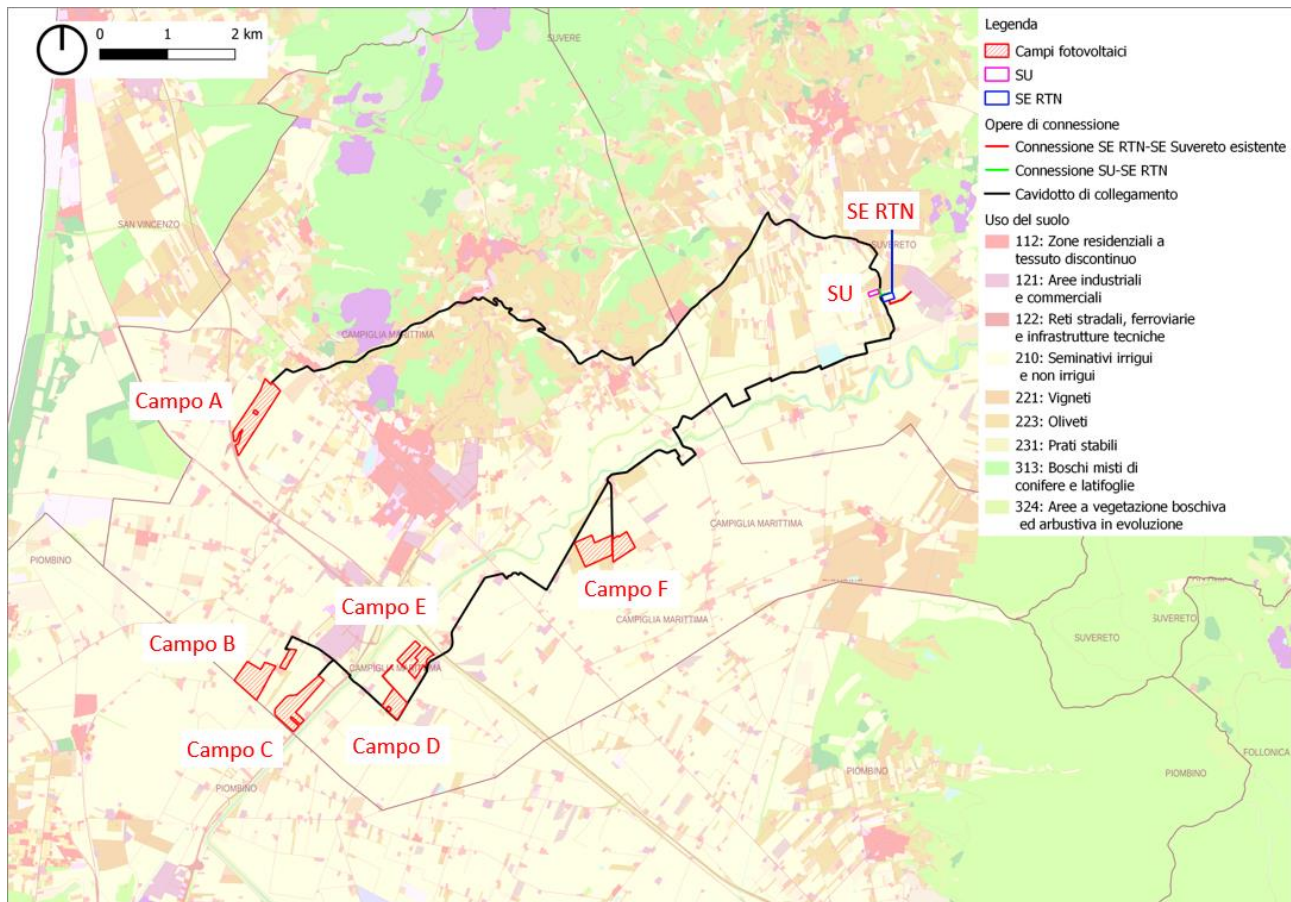 0 1 2 km
Legenda
Campi fotovoltaici
SU
SE RTN
Opere di connessione
Connessione SE RTN-SE Suvereto esistente
Connessione SU-SE RTN
Cavidotto di collegamento
Uso del suolo
112: Zone residenziali a
tessuto discontinuo
121: Aree industriali
e commerciali
122: Reti stradali, ferroviarie
e infrastrutture tecniche
210: Seminativi irrigui
e non irrigui
221: Vigneti
223: Oliveti
231: Prati stabili
313: Boschi misti di
conifere e latifoglie
324: Aree a vegetazione boschiva
ed arbustiva in evoluzione
SUVERE
SAN VINCENZO
SE RTN
SUVERETO
SU
CAMPIGLIA MARITTIMA
Campo A
CAMPIGLIA MARITTIMA
PIOMBINO
Campo F
Campo E
CAMPIGLIA MARITTIMA
SUVERETO
SUVERETO
Campo B
CAMPIGLIA MARITTIMA
Campo C
Campo D
FOLLONICA
PIOMBINO
PIOMBINO
PIOMBINO